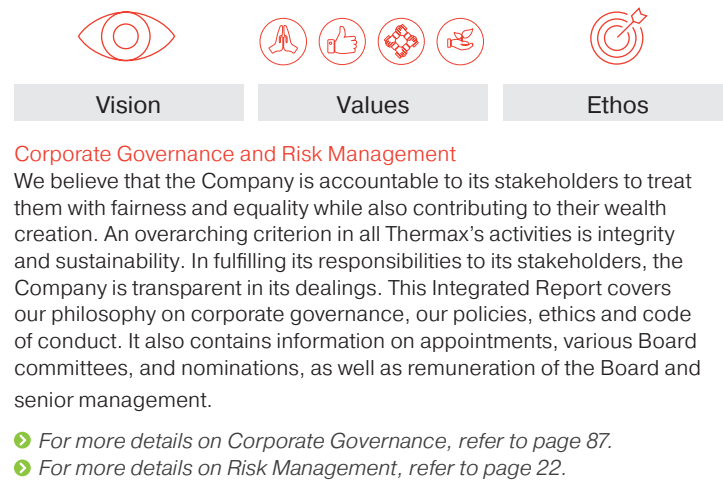 Vision
Values
Ethos
Corporate Governance and Risk Management
We believe that the Company is accountable to its stakeholders to treat
them with fairness and equality while also contributing to their wealth
creation. An overarching criterion in all Thermax's activities is integrity
and sustainability. In fulfilling its responsibilities to its stakeholders, the
Company is transparent in its dealings. This Integrated Report covers
our philosophy on corporate governance, our policies, ethics and code
of conduct. It also contains information on appointments, various Board
committees, and nominations, as well as remuneration of the Board and
senior management.
For more details on Corporate Governance, refer to page 87.
For more details on Risk Management, refer to page 22.